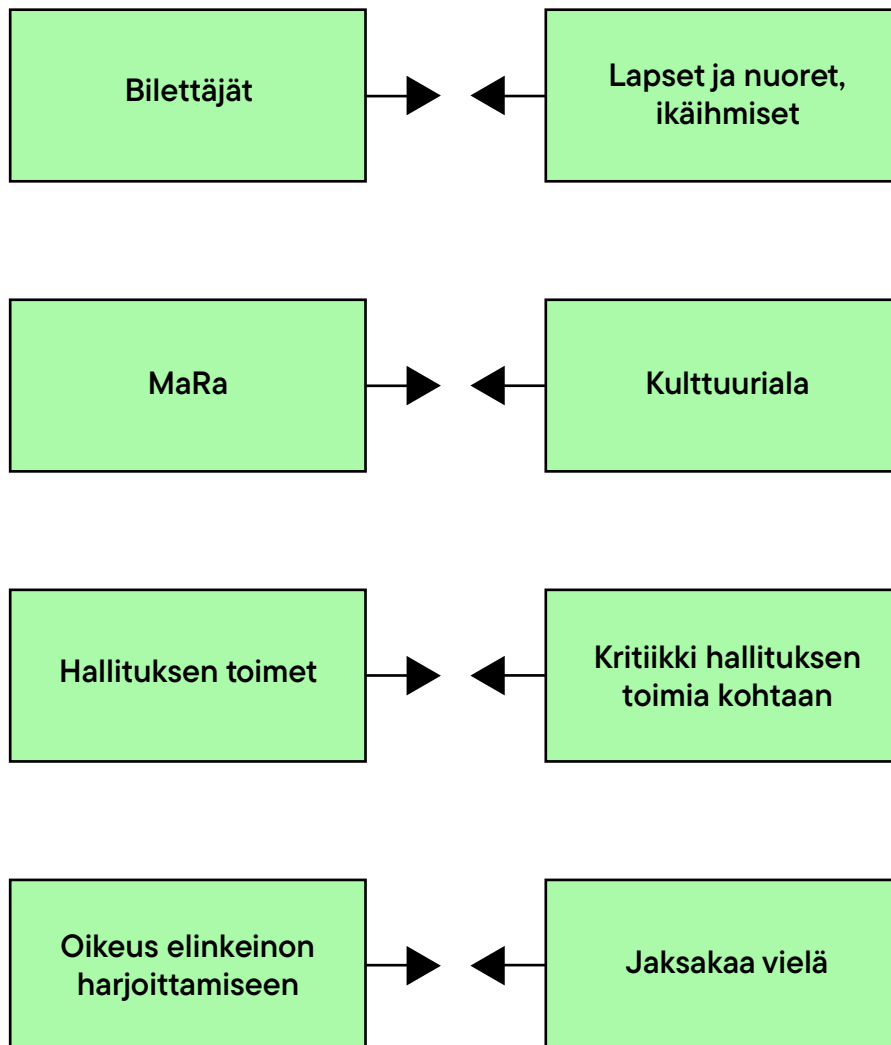 Bilettäjät
Lapset ja nuoret,
ikäihmiset
MaRa
Kulttuuriala
Hallituksen toimet
Kritiikki hallituksen
toimia kohtaan
Oikeus elinkeinon
harjoittamiseen
Jaksakaa vielä